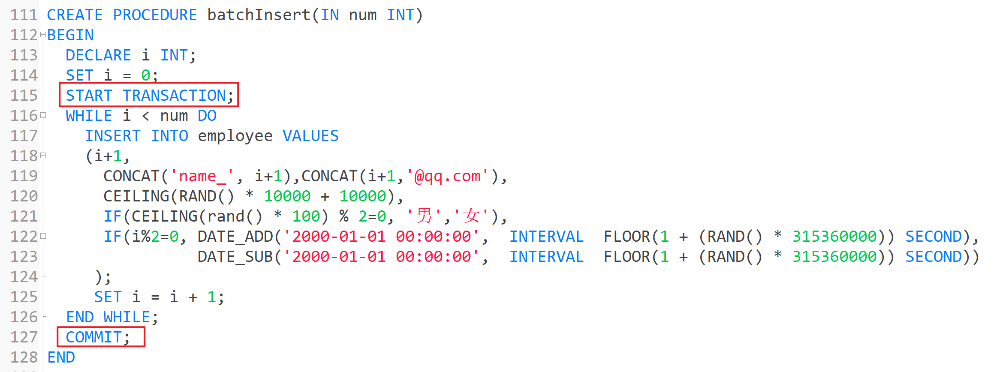 111 CREATE PROCEDURE batchInsert(IN num INT)
112 BEGIN
113 DECLARE i INT;
114 SET i = 0;
115 START TRANSACTION;
116 WHILE i < num DO
117 INSERT INTO employee VALUES
118 (i+1,
119 CONCAT('name_', i+1),CONCAT(i+1,'@qq.com'),
120 CEILING(RAND() * 10000 + 10000),
121 IF(CEILING(rand() * 100) % 2=0, '男','女'),
122 IF(i%2=0, DATE_ADD('2000-01-01 00:00:00', INTERVAL FLOOR(1 + (RAND() * 315360000)) SECOND),
123 DATE_SUB('2000-01-01 00:00:00', INTERVAL FLOOR(1 + (RAND() * 315360000)) SECOND))
124 );
125 SET i = i + 1;
126 END WHILE;
127 COMMIT;
128 END